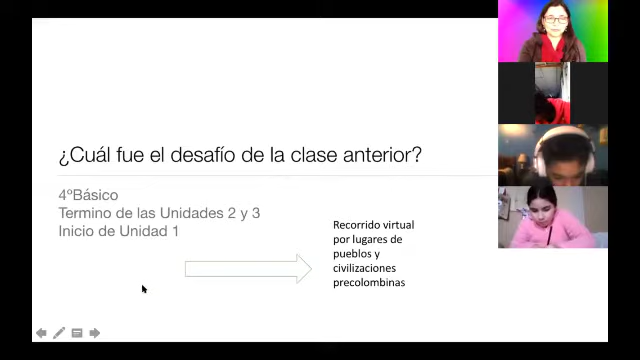 ¿Cuál fue el desafío de la clase anterior?
4ºBásico
Termino de las Unidades 2 y 3
Inicio de Unidad 1
Recorrido virtual
por lugares de
pueblos y
civilizaciones
precolombinas